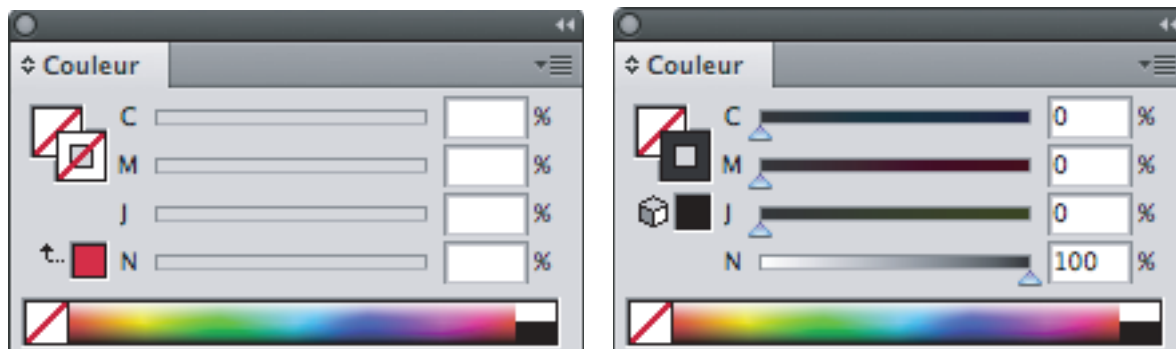 Couleur
C %
M %
J %
N %
Couleur
C 0 %
M 0 %
J 0 %
N 100 %